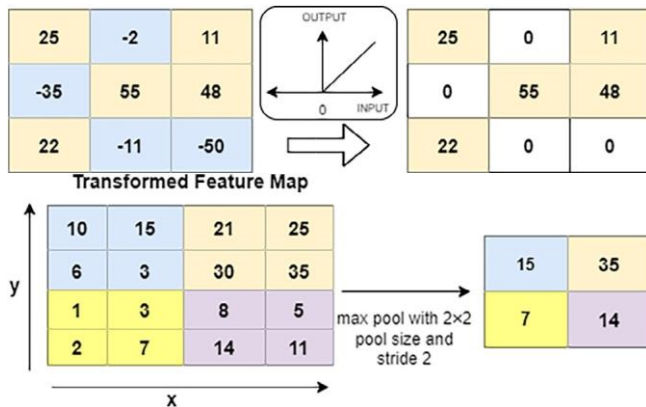 25 -2 11
-35 55 48
22 -11 -50
OUTPUT
0 INPUT
25 0 11
0 55 48
22 0 0
Transformed Feature Map
y
10 15 21 25
6 3 30 35
1 3 8 5
2 7 14 11
x
max pool with 2×2
pool size and
stride 2
15 35
7 14